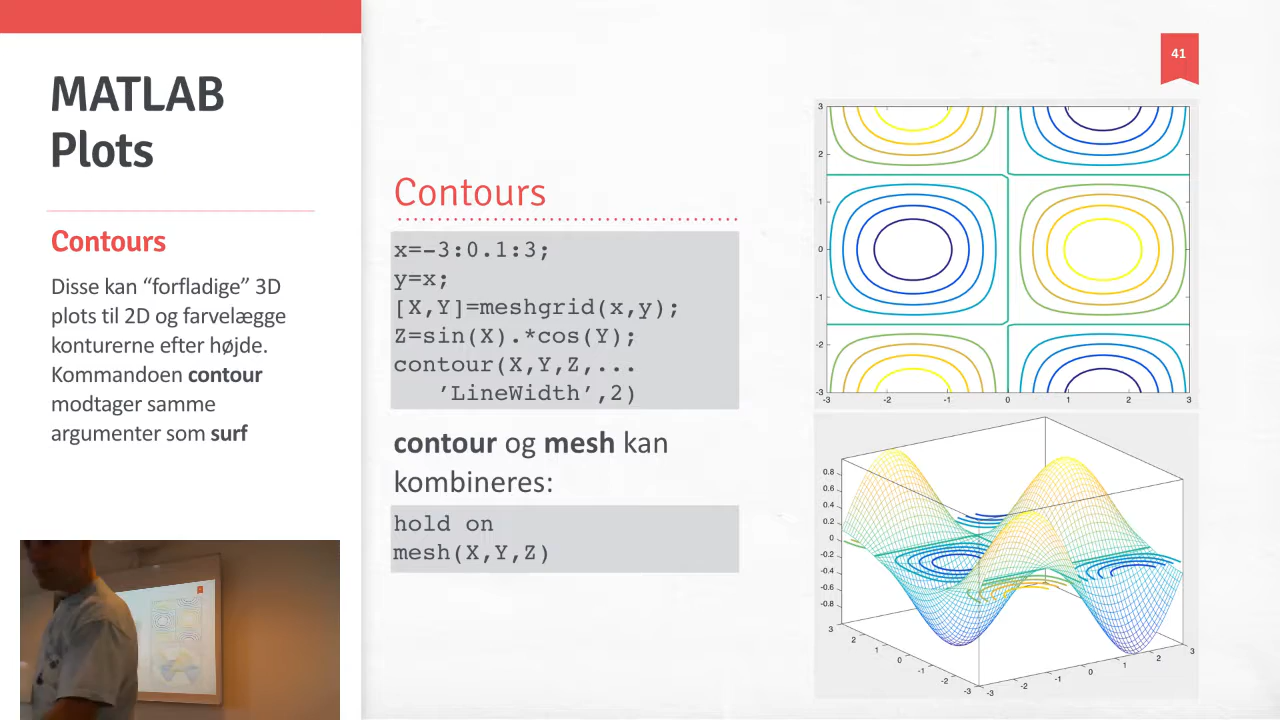 MATLAB
Plots
Contours
Disse kan “forfladige” 3D
plots til 2D og farvelægge
konturerne efter højde.
Kommandoen contour
modtager samme
argumenter som surf
41
Contours
x=-3:0.1:3;
y=x;
[X,Y]=meshgrid(x,y);
Z=sin(X).*cos(Y);
contour(X,Y,Z,...
’LineWidth’,2)
contour og mesh kan
kombineres:
hold on
mesh(X,Y,Z)
3
2
1
0
-1
-2
-3
-3 -2 -1 0 1 2 3
0.8
0.6
0.4
0.2
0
-0.2
-0.4
-0.6
-0.8
3 2 1 0 -1 -2 -3
-3 -2 -1 0 1 2 3